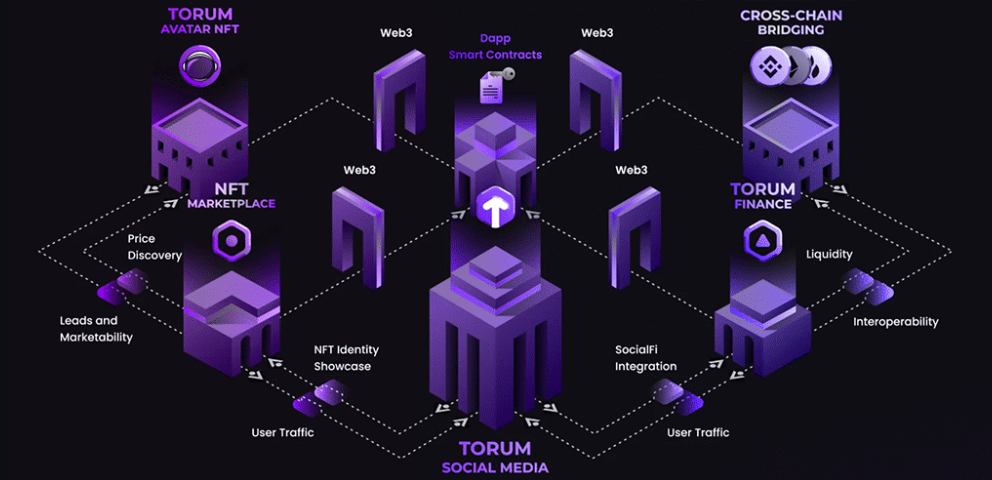 TORUM
AVATAR NFT
Web3
Dapp
Smart Contracts
Web3
CROSS-CHAIN
BRIDGING
Web3
Web3
NFT
MARKETPLACE
TORUM
FINANCE
Price
Discovery
Liquidity
Leads and
Marketability
Interoperability
NFT Identity
Showcase
SocialFi
Integration
User Traffic
User Traffic
TORUM
SOCIAL MEDIA